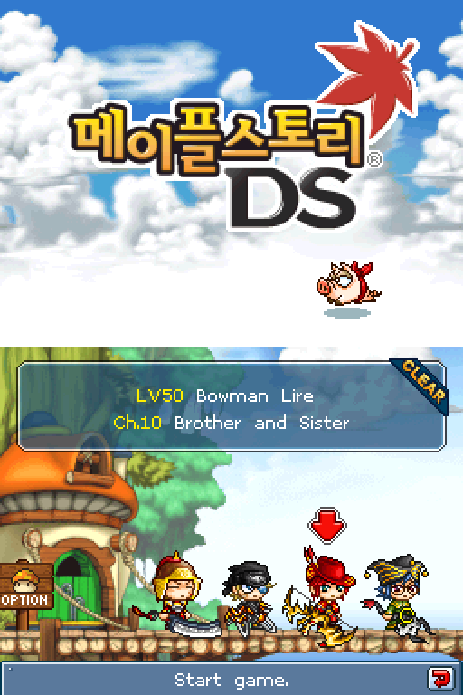 메이플스토리®
DS
CLEAR
LV50 Bowman Lire
Ch.10 Brother and Sister
OPTION
Start game.